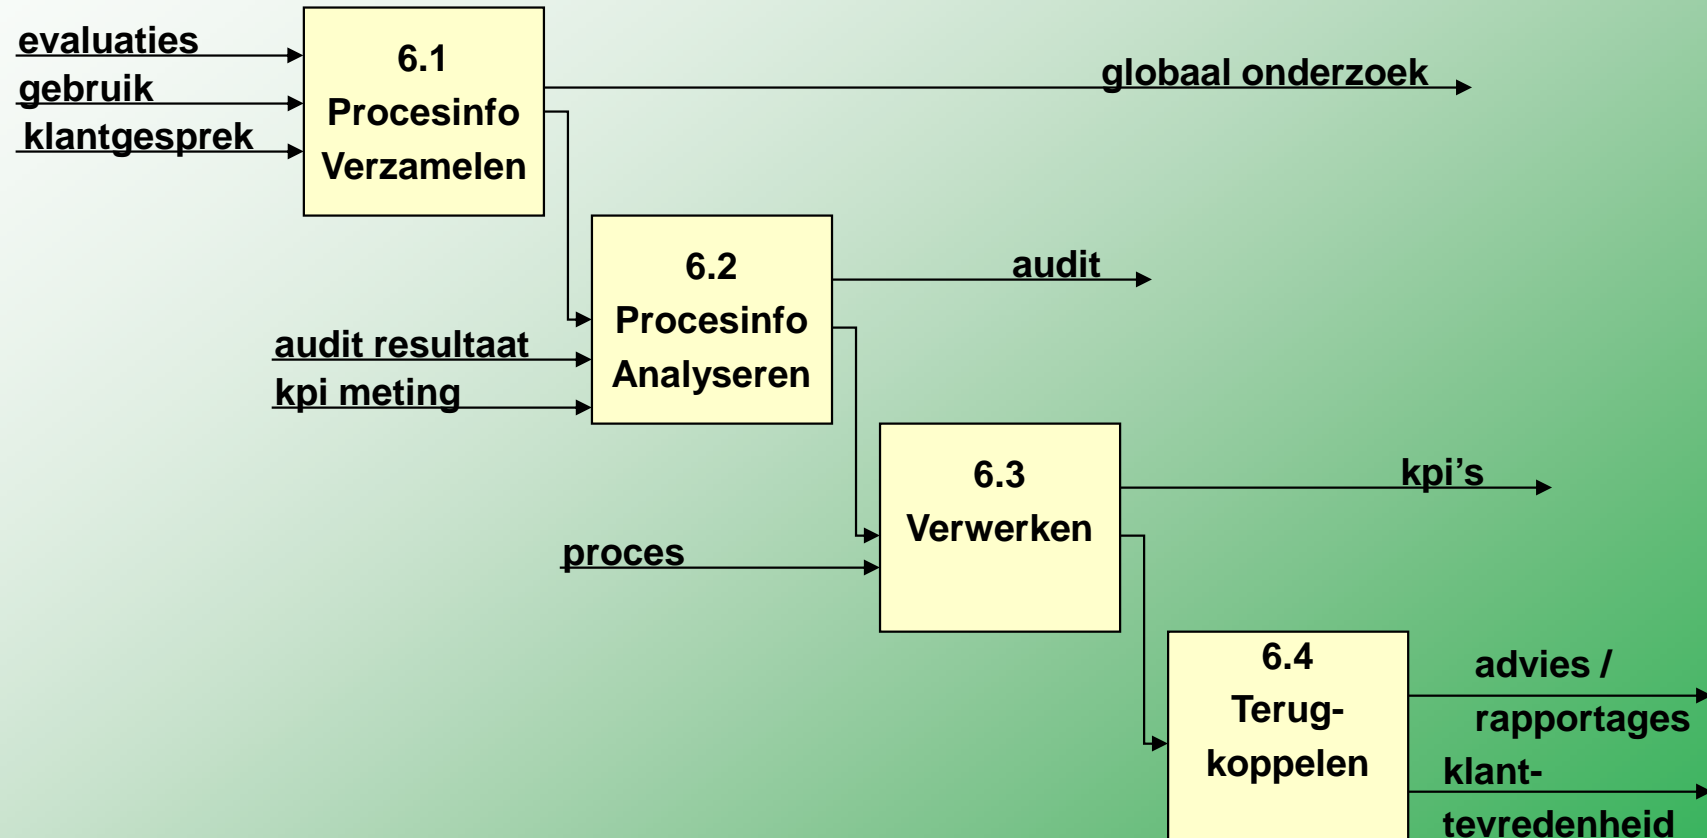 evaluaties
gebruik
klantgesprek
6.1
Procesinfo
Verzamelen
globaal onderzoek
6.2
Procesinfo
Analyseren
audit
audit resultaat
kpi meting
6.3
Verwerken
kpi’s
proces
6.4
Terug-
koppelen
advies /
rapportages
klant-
tevredenheid